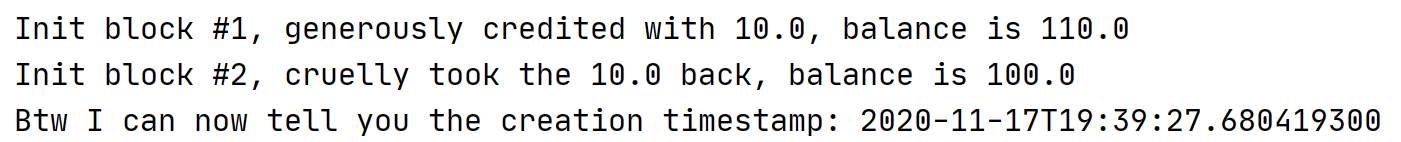 Init block #1, generously credited with 10.0, balance is 110.0
Init block #2, cruelly took the 10.0 back, balance is 100.0
Btw I can now tell you the creation timestamp: 2020-11-17T19:39:27.680419300